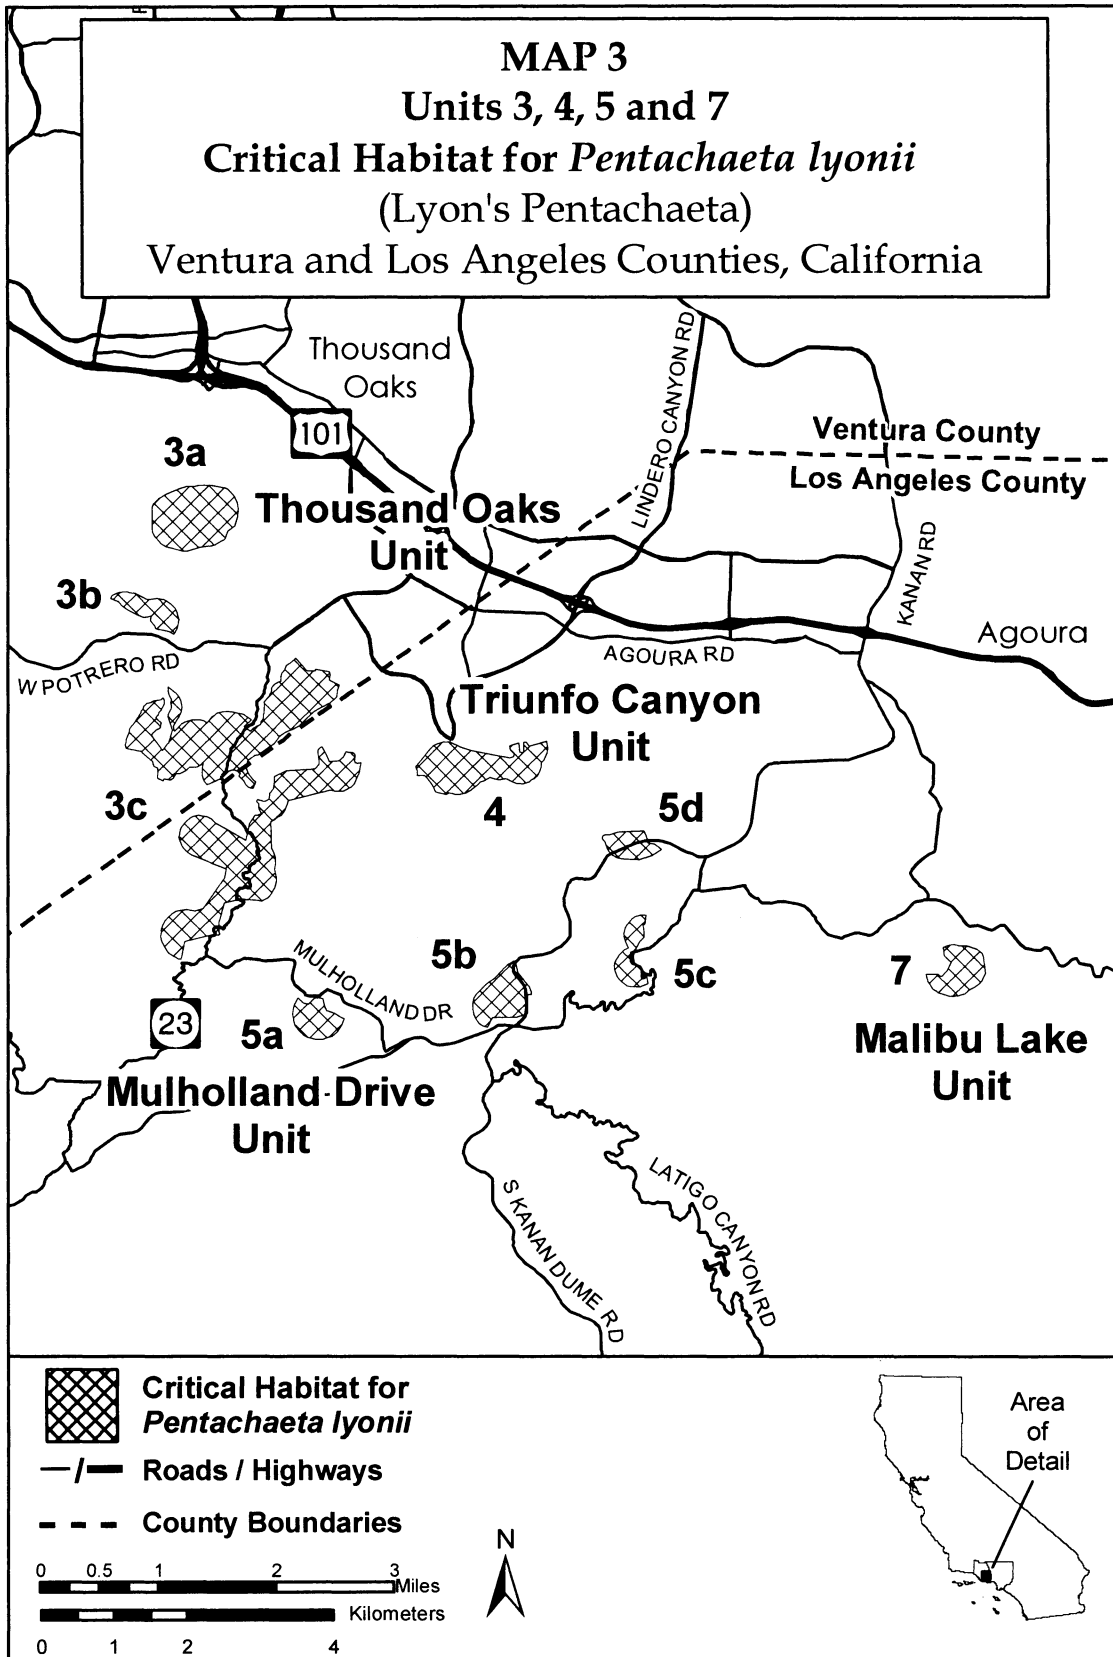 MAP 3
Units 3, 4, 5 and 7
Critical Habitat for Pentachaeta lyonii
(Lyon's Pentachaeta)
Ventura and Los Angeles Counties, California
Thousand
Oaks
101
LINDERO CANYON RD
Ventura County
Los Angeles County
3a
Thousand Oaks
Unit
KANAN RD
3b
Agoura
W POTRERO RD
AGOURA RD
Triunfo Canyon
Unit
3c
4
5d
MULHOLLAND DR
5b
5c
7
23
5a
Malibu Lake
Unit
Mulholland Drive
Unit
LATIGO CANYON RD
S KANAN DUME RD
Critical Habitat for
Pentachaeta lyonii
Roads / Highways
County Boundaries
Area
of
Detail
N
0 0.5 1 2 3
Miles
Kilometers
0 1 2 4